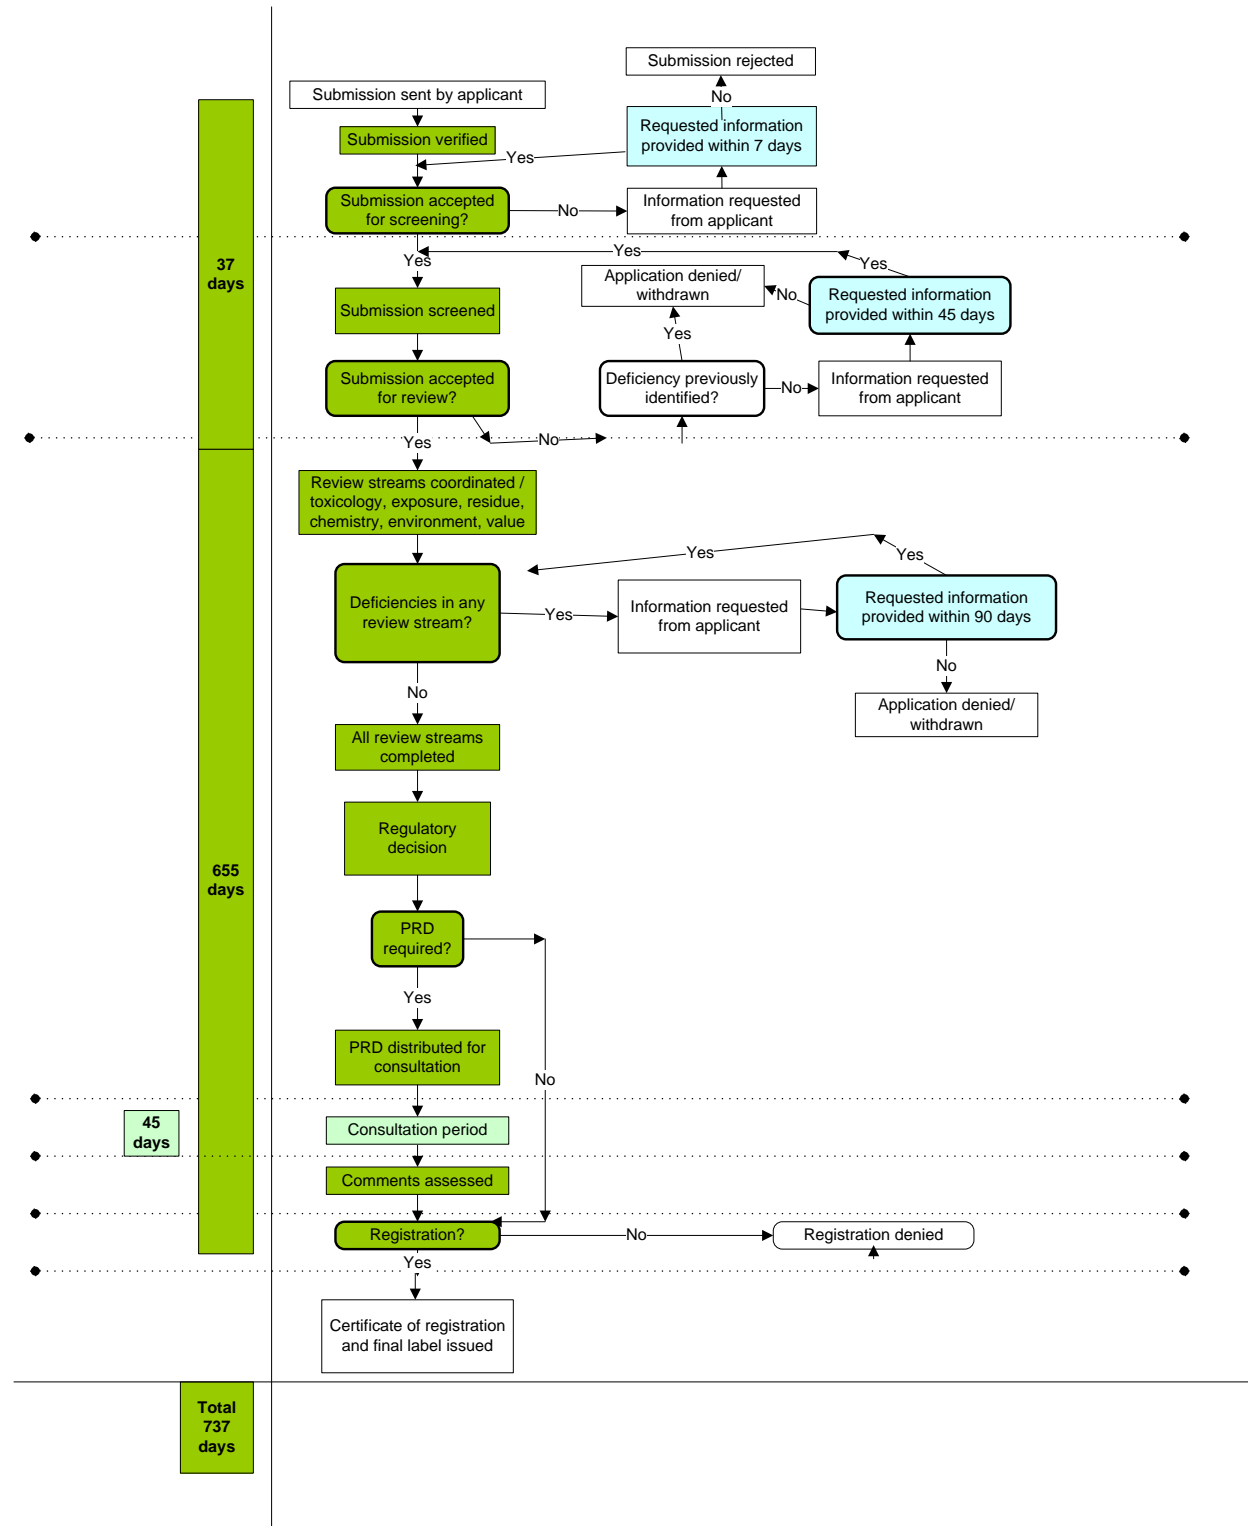 Submission rejected
Submission sent by applicant
No
Requested information
provided within 7 days
Submission verified
Yes
Submission accepted
for screening?
No
Information requested
from applicant
37
days
Yes
Yes
Yes
Application denied/
withdrawn
No
Requested information
provided within 45 days
Submission screened
Yes
Submission accepted
for review?
Deficiency previously
identified?
No
Information requested
from applicant
Yes
No
Review streams coordinated /
toxicology, exposure, residue,
chemistry, environment, value
Yes
Yes
Deficiencies in any
review stream?
Yes
Information requested
from applicant
Requested information
provided within 90 days
No
No
Application denied/
withdrawn
All review streams
completed
Regulatory
decision
655
days
PRD
required?
Yes
PRD distributed for
consultation
No
45
days
Consultation period
Comments assessed
Registration?
No
Registration denied
Yes
Certificate of registration
and final label issued
Total
737
days